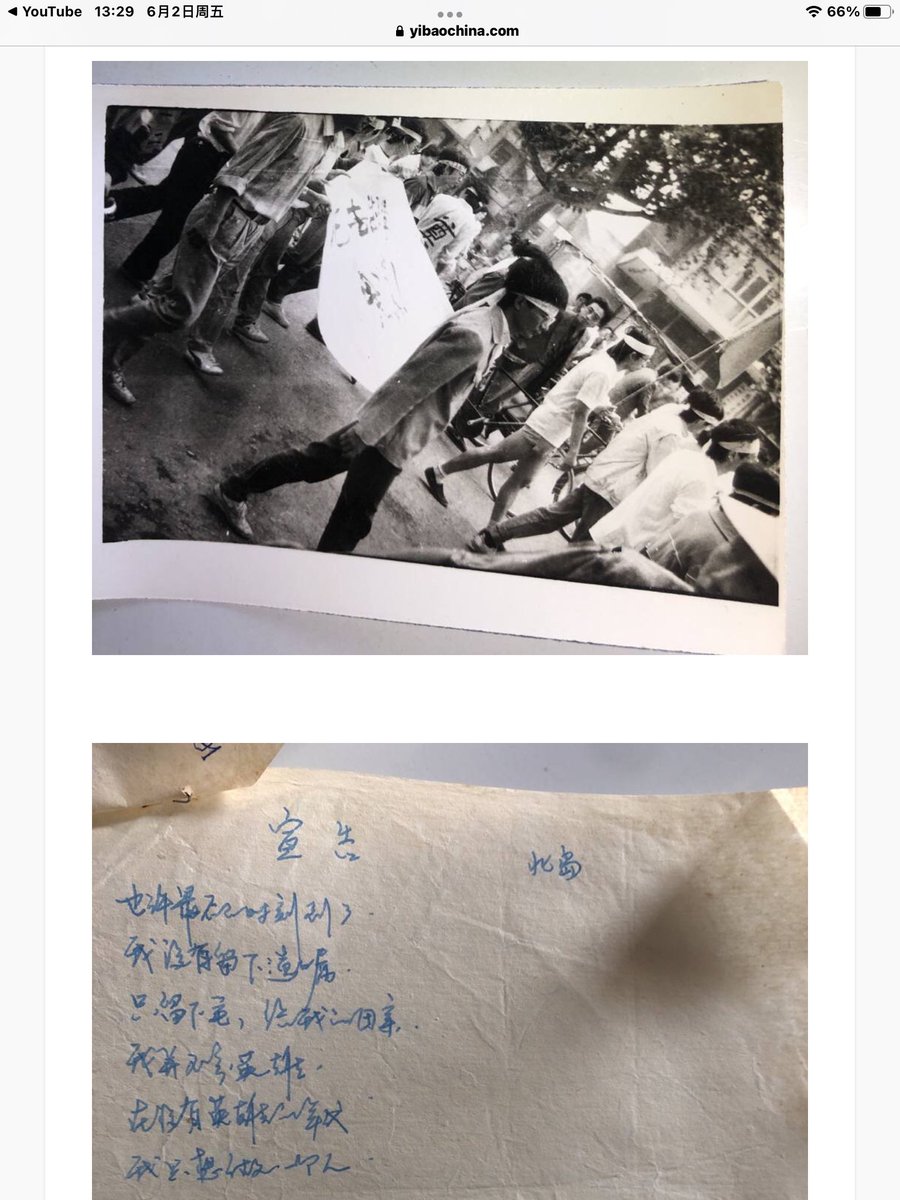 YouTube 13:29 6月2日周五 66%
yibaochina.com
宣告
北岛
也许最后的时刻到了.
我没有留下遗嘱.
只留下笔, 给我的母亲.
我并不是英雄.
在没有英雄的年代
我只想做一个人.